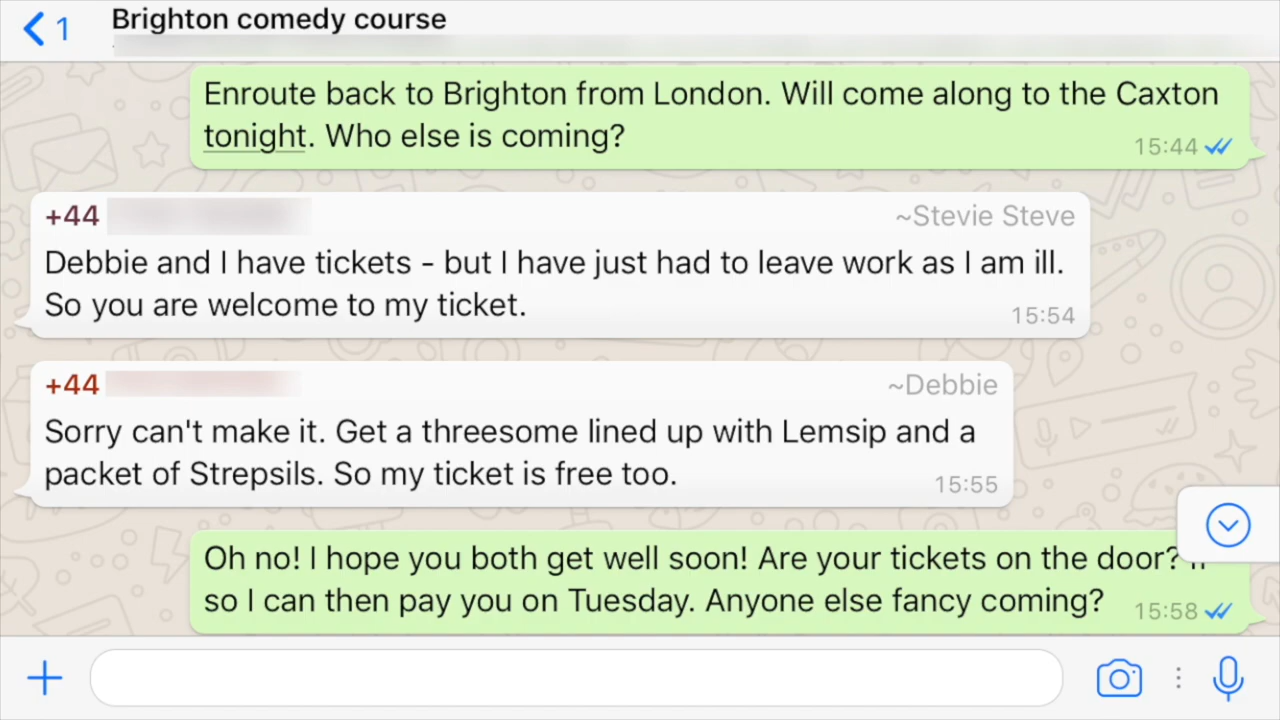 1
Brighton comedy course
Enroute back to Brighton from London. Will come along to the Caxton
tonight. Who else is coming?
15:44
+44
~Stevie Steve
Debbie and I have tickets - but I have just had to leave work as I am ill.
So you are welcome to my ticket.
15:54
+44
~Debbie
Sorry can't make it. Get a threesome lined up with Lemsip and a
packet of Strepsils. So my ticket is free too.
15:55
Oh no! I hope you both get well soon! Are your tickets on the door?
so I can then pay you on Tuesday. Anyone else fancy coming?
15:58